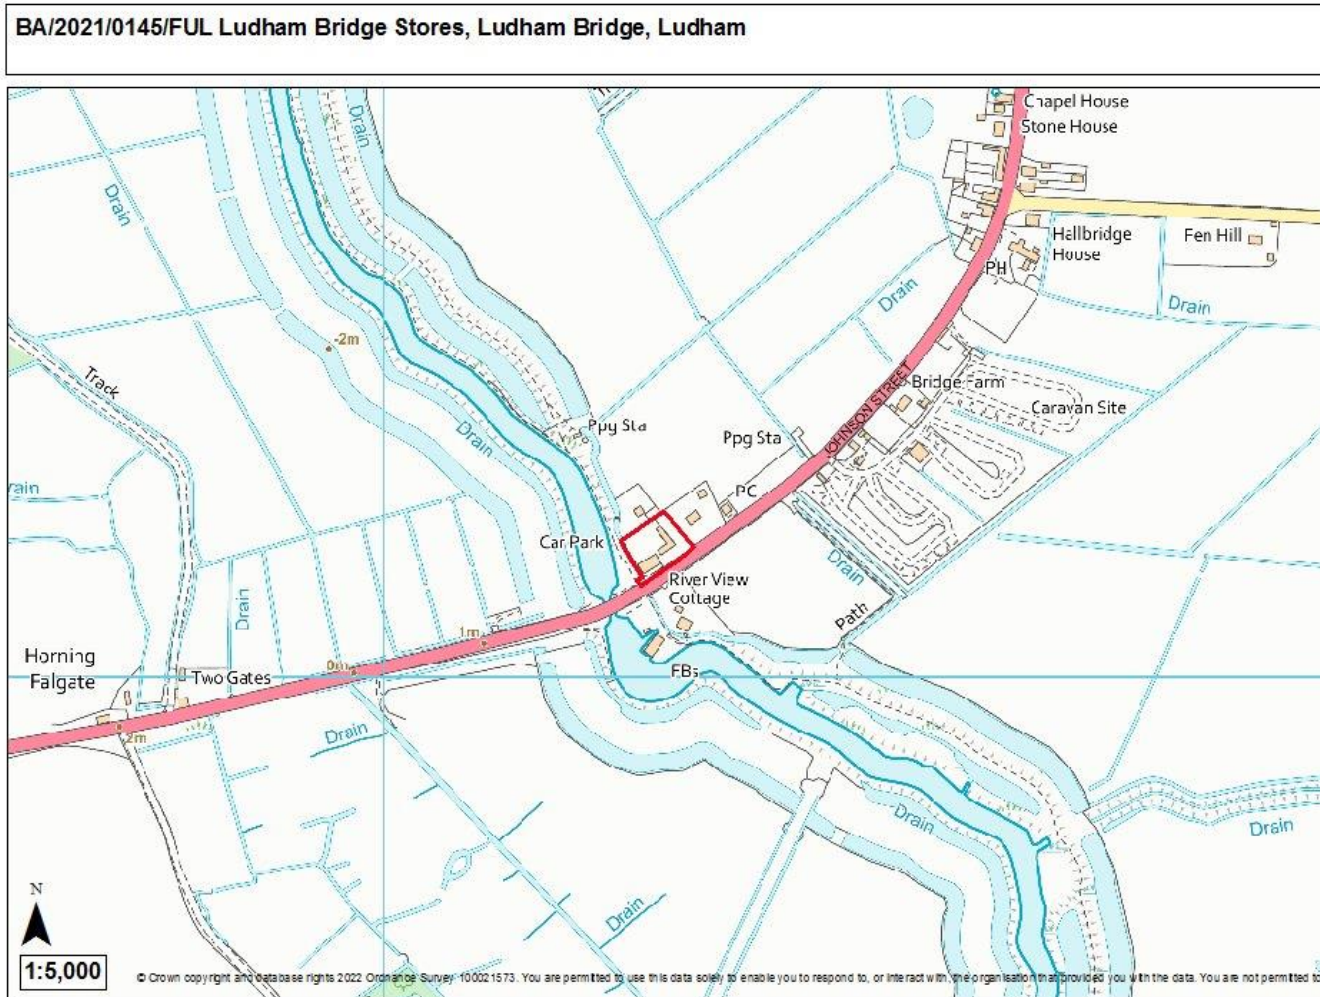 BA/2021/0145/FUL Ludham Bridge Stores, Ludham Bridge, Ludham
Drain
Chapel House
Stone House
Drain
Hallbridge
House
Fen Hill
PH
Drain
Drain
-2m
Track
JOHNSON STREET
Bridge Farm
Caravan Site
Ppg Sta
Drain
Ppg Sta
PC
Car Park
Drain
River View
Cottage
Drain
Path
1m
Horning
Falgate
Two Gates
0m
FBs
2m
Drain
Drain
Drain
Drain
N
1:5,000
© Crown copyright and database rights 2022 Ordnance Survey 100021573. You are permitted to use this data solely to enable you to respond to, or interact with, the organisation that provided you with the data. You are not permitted to